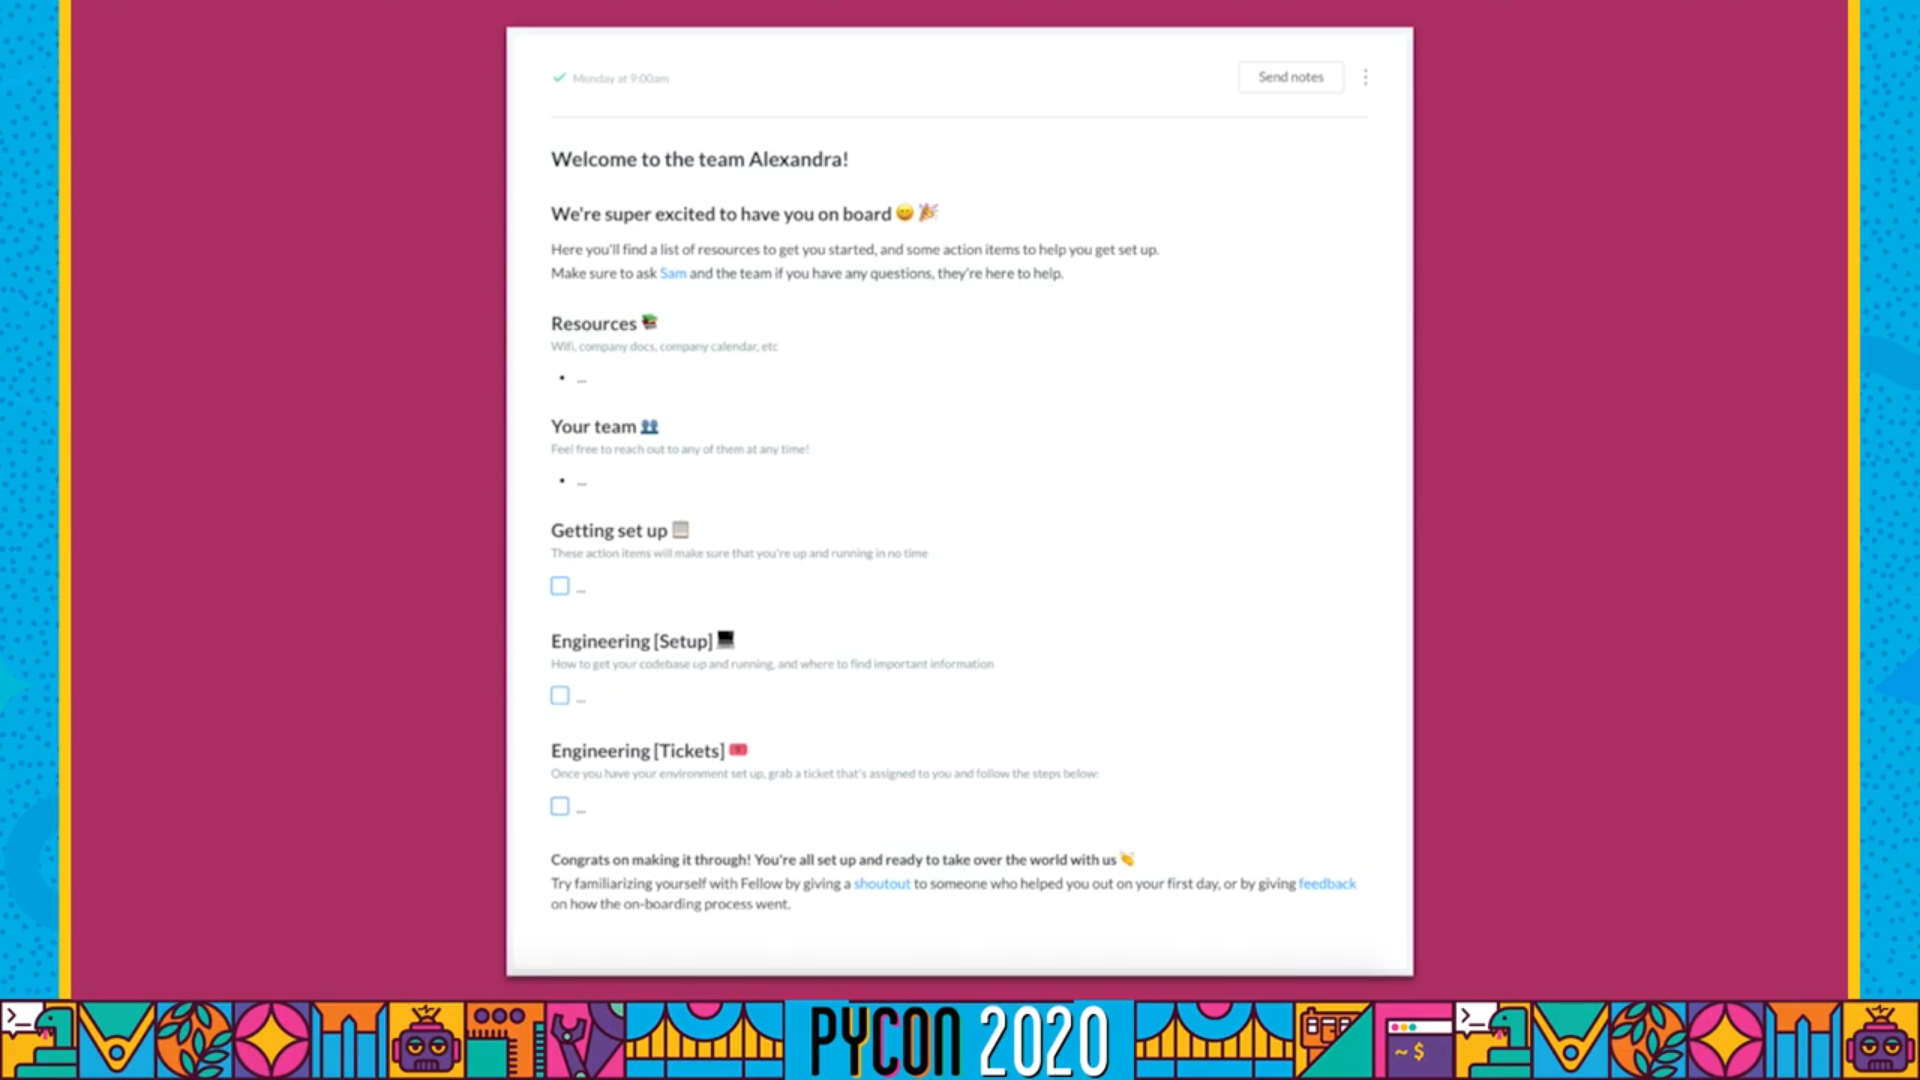 Monday at 9:00am
Send notes
Welcome to the team Alexandra!
We're super excited to have you on board 😀 🎉
Here you'll find a list of resources to get you started, and some action items to help you get set up.
Make sure to ask Sam and the team if you have any questions, they're here to help.
Resources 📚
Wifi, company docs, company calendar, etc
• ...
Your team 👥
Feel free to reach out to any of them at any time!
• ...
Getting set up 📋
These action items will make sure that you're up and running in no time
...
Engineering [Setup] 💻
How to get your codebase up and running, and where to find important information
...
Engineering [Tickets] 🎟
Once you have your environment set up, grab a ticket that's assigned to you and follow the steps below:
...
Congrats on making it through! You're all set up and ready to take over the world with us 👏
Try familiarizing yourself with Fellow by giving a shoutout to someone who helped you out on your first day, or by giving feedback
on how the on-boarding process went.
PYCON 2020
~ $